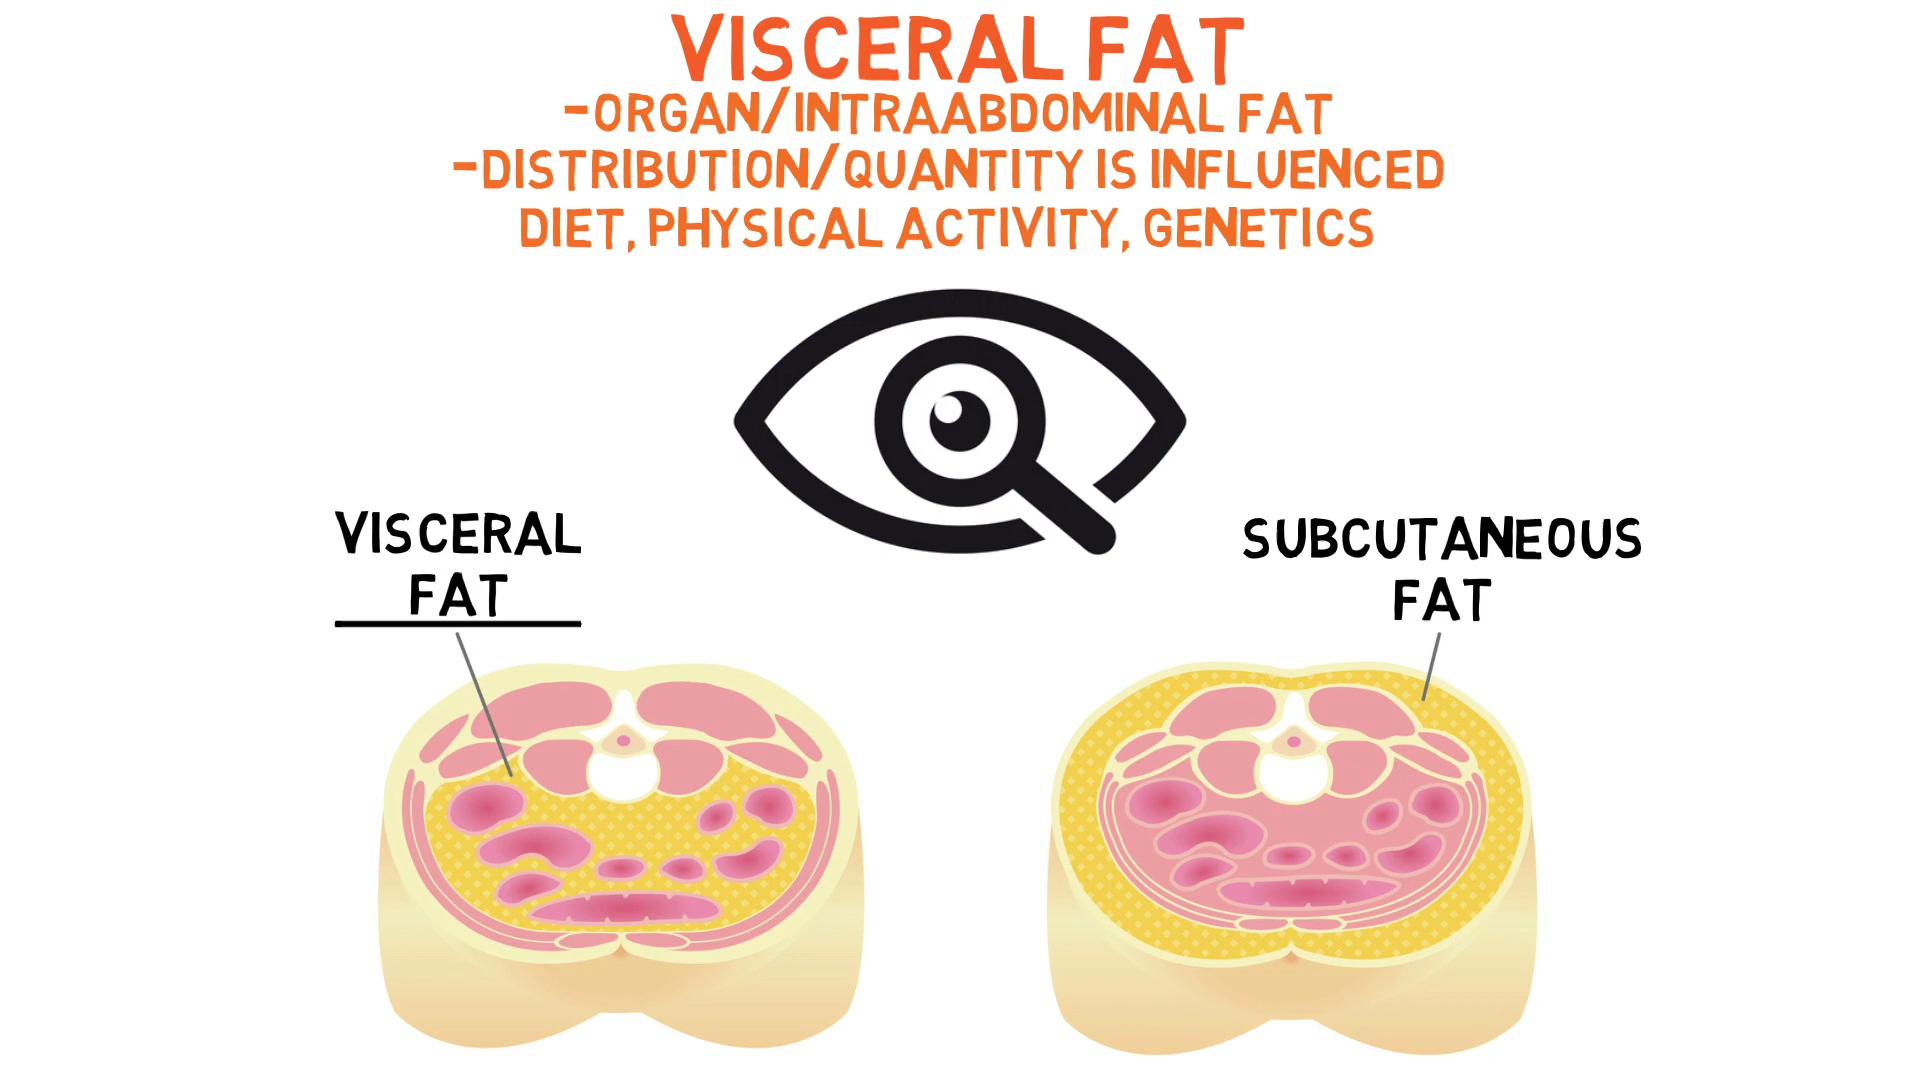 VISCERAL FAT
-ORGAN/INTRAABDOMINAL FAT
-DISTRIBUTION/QUANTITY IS INFLUENCED
DIET, PHYSICAL ACTIVITY, GENETICS
VISCERAL
FAT
SUBCUTANEOUS
FAT